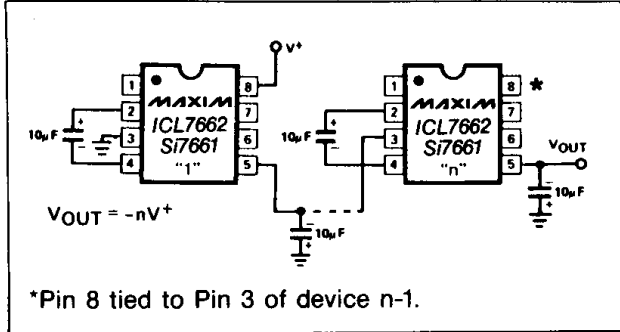 V+
1
2
3
4
8
7
6
5
MAXIM
ICL7662
Si7661
"1"
10µF
+
−
10µF
−
+
1
2
3
4
8 *
7
6
5
MAXIM
ICL7662
Si7661
"n"
10µF
+
−
VOUT
10µF
−
+
VOUT = -nV+
*Pin 8 tied to Pin 3 of device n-1.